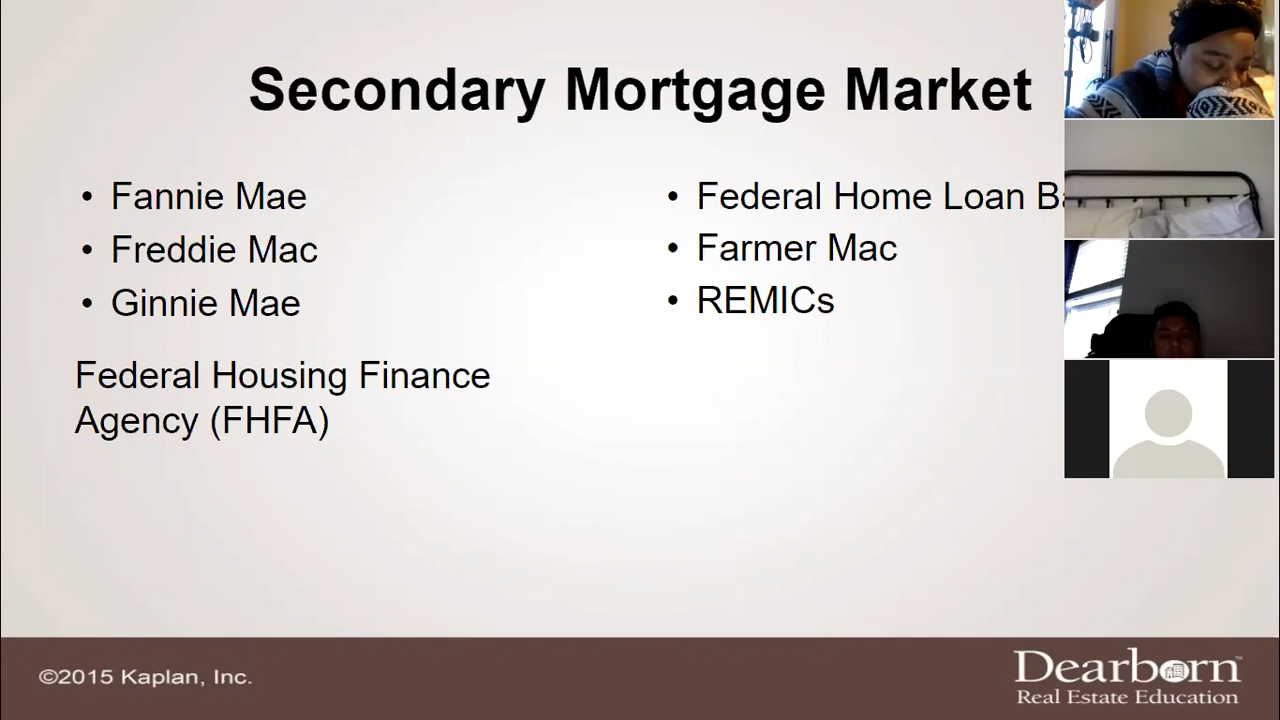 Secondary Mortgage Market
• Fannie Mae
• Freddie Mac
• Ginnie Mae
Federal Housing Finance
Agency (FHFA)
• Federal Home Loan
• Farmer Mac
• REMICs
©2015 Kaplan, Inc.
Dearborn™
Real Estate Education